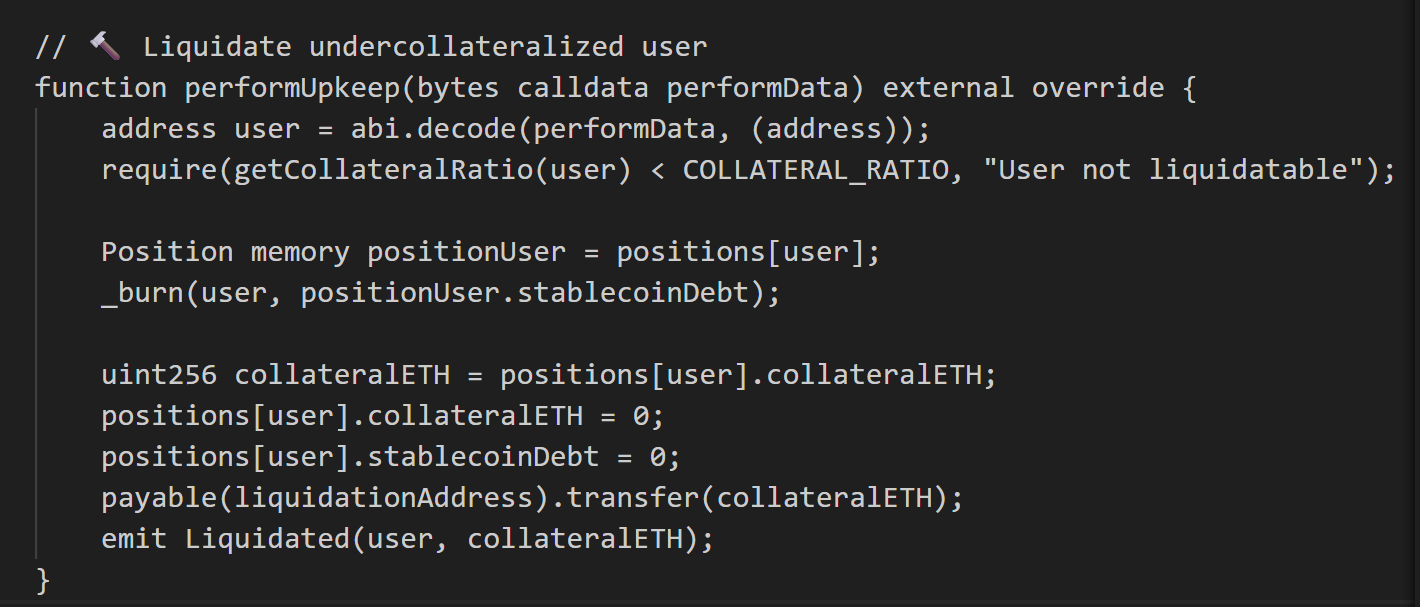 // 🔨 Liquidate undercollateralized user
function performUpkeep(bytes calldata performData) external override {
    address user = abi.decode(performData, (address));
    require(getCollateralRatio(user) < COLLATERAL_RATIO, "User not liquidatable");

    Position memory positionUser = positions[user];
    _burn(user, positionUser.stablecoinDebt);

    uint256 collateralETH = positions[user].collateralETH;
    positions[user].collateralETH = 0;
    positions[user].stablecoinDebt = 0;
    payable(liquidationAddress).transfer(collateralETH);
    emit Liquidated(user, collateralETH);
}